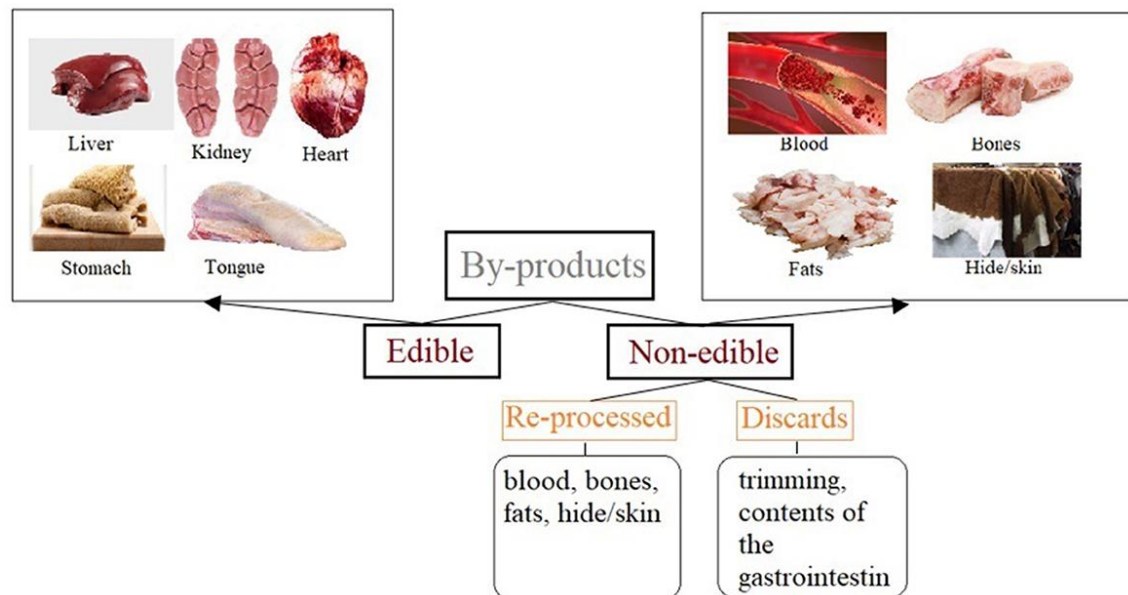 Liver
Kidney
Heart
Stomach
Tongue
Blood
Bones
Fats
Hide/skin
By-products
Edible
Non-edible
Re-processed
Discards
blood, bones,
fats, hide/skin
trimming,
contents of
the
gastrointestin